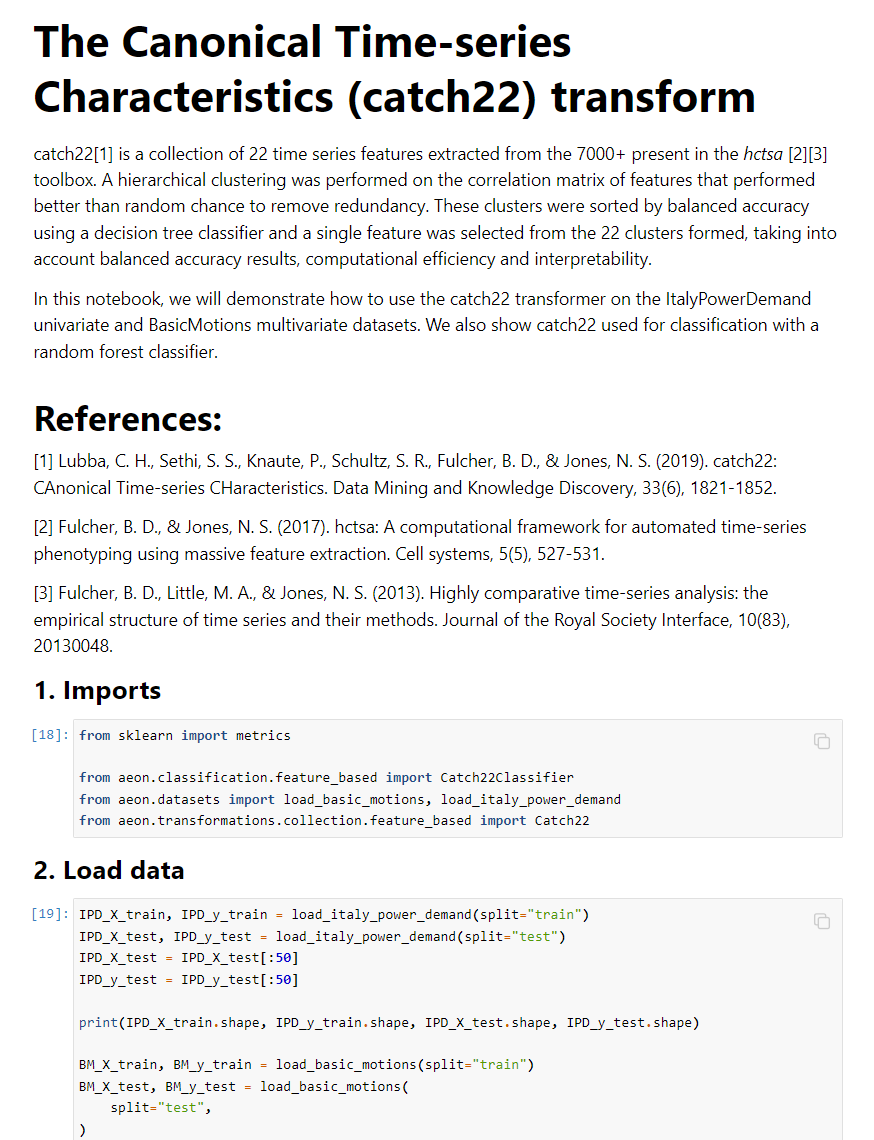 The Canonical Time-series
Characteristics (catch22) transform
catch22[1] is a collection of 22 time series features extracted from the 7000+ present in the hctsa [2][3]
toolbox. A hierarchical clustering was performed on the correlation matrix of features that performed
better than random chance to remove redundancy. These clusters were sorted by balanced accuracy
using a decision tree classifier and a single feature was selected from the 22 clusters formed, taking into
account balanced accuracy results, computational efficiency and interpretability.
In this notebook, we will demonstrate how to use the catch22 transformer on the ItalyPowerDemand
univariate and BasicMotions multivariate datasets. We also show catch22 used for classification with a
random forest classifier.
References:
[1] Lubba, C. H., Sethi, S. S., Knaute, P., Schultz, S. R., Fulcher, B. D., & Jones, N. S. (2019). catch22:
CAnonical Time-series CHaracteristics. Data Mining and Knowledge Discovery, 33(6), 1821-1852.
[2] Fulcher, B. D., & Jones, N. S. (2017). hctsa: A computational framework for automated time-series
phenotyping using massive feature extraction. Cell systems, 5(5), 527-531.
[3] Fulcher, B. D., Little, M. A., & Jones, N. S. (2013). Highly comparative time-series analysis: the
empirical structure of time series and their methods. Journal of the Royal Society Interface, 10(83),
20130048.
1. Imports
[18]: from sklearn import metrics
from aeon.classification.feature_based import Catch22Classifier
from aeon.datasets import load_basic_motions, load_italy_power_demand
from aeon.transformations.collection.feature_based import Catch22
2. Load data
[19]: IPD_X_train, IPD_y_train = load_italy_power_demand(split="train")
IPD_X_test, IPD_y_test = load_italy_power_demand(split="test")
IPD_X_test = IPD_X_test[:50]
IPD_y_test = IPD_y_test[:50]
print(IPD_X_train.shape, IPD_y_train.shape, IPD_X_test.shape, IPD_y_test.shape)
BM_X_train, BM_y_train = load_basic_motions(split="train")
BM_X_test, BM_y_test = load_basic_motions(
    split="test",
)